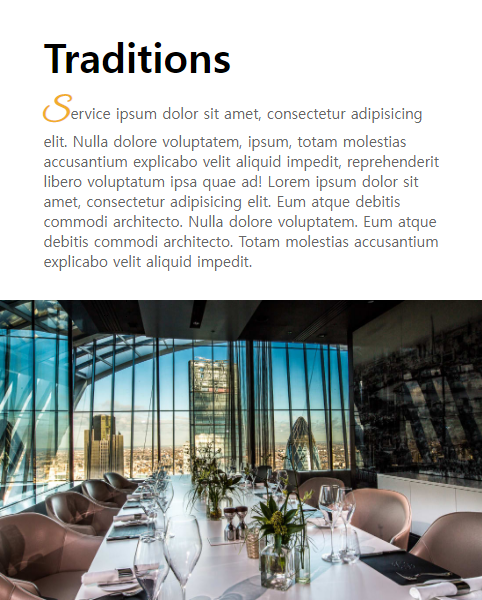 Traditions
Service ipsum dolor sit amet, consectetur adipisicing
elit. Nulla dolore voluptatem, ipsum, totam molestias
accusantium explicabo velit aliquid impedit, reprehenderit
libero voluptatum ipsa quae ad! Lorem ipsum dolor sit
amet, consectetur adipisicing elit. Eum atque debitis
commodi architecto. Nulla dolore voluptatem. Eum atque
debitis commodi architecto. Totam molestias accusantium
explicabo velit aliquid impedit.